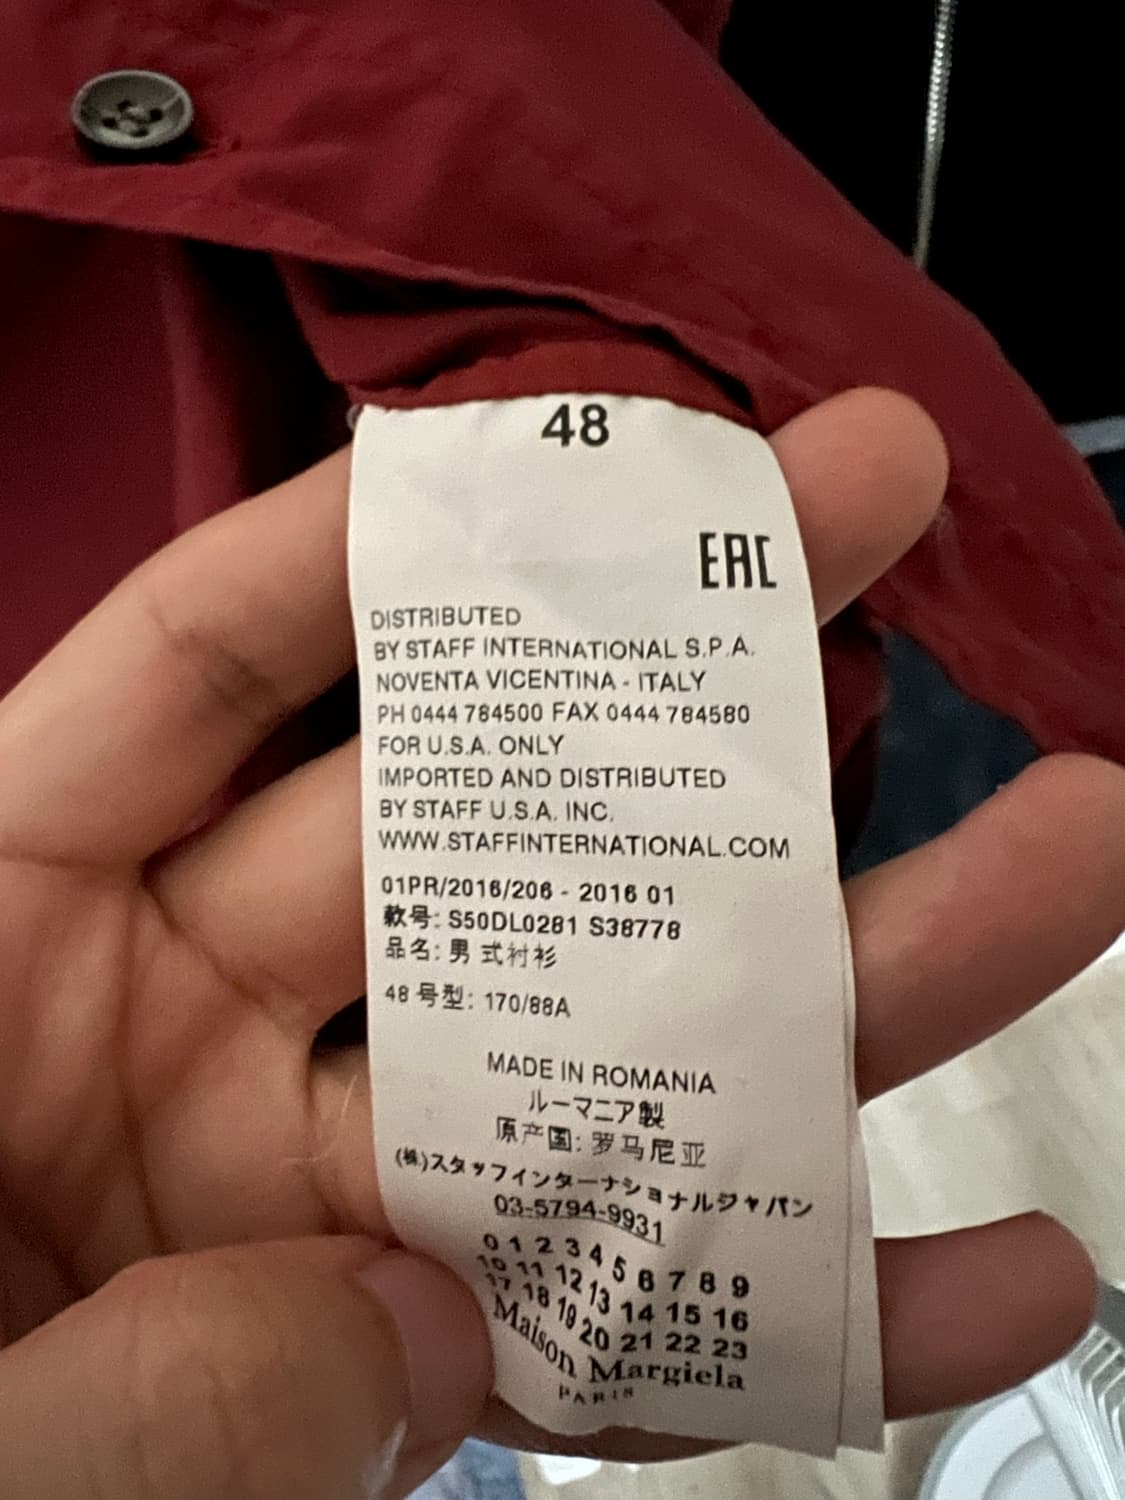 48
EAC
DISTRIBUTED
BY STAFF INTERNATIONAL S.P.A.
NOVENTA VICENTINA - ITALY
PH 0444 784500 FAX 0444 784580
FOR U.S.A. ONLY
IMPORTED AND DISTRIBUTED
BY STAFF U.S.A. INC.
WWW.STAFFINTERNATIONAL.COM
01PR/2016/206 - 2016 01
款号: S50DL0281 S38778
品名: 男式衬衫
48 号型: 170/88A
MADE IN ROMANIA
ルーマニア製
原产国: 罗马尼亚
(株)スタッフインターナショナルジャパン
03-5794-9931
0 1 2 3 4 5 6 7 8 9
10 11 12 13 14 15 16
17 18 19 20 21 22 23
Maison Margiela
PARIS